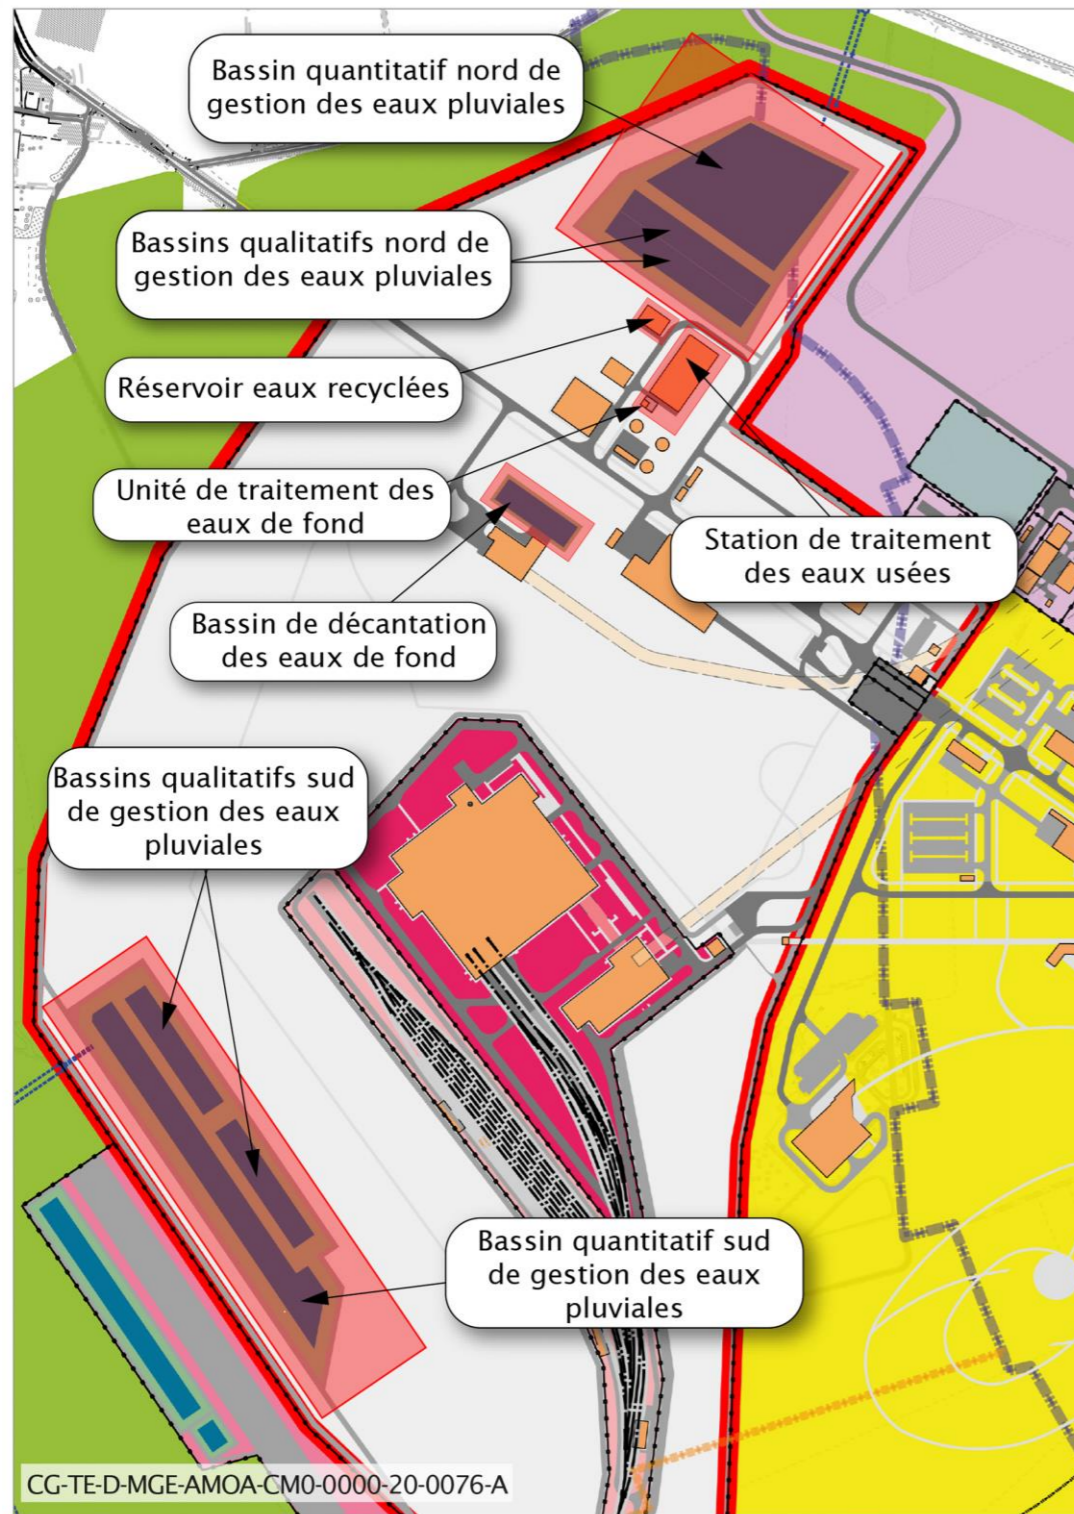 Bassin quantitatif nord de
gestion des eaux pluviales
Bassins qualitatifs nord de
gestion des eaux pluviales
Réservoir eaux recyclées
Unité de traitement des
eaux de fond
Station de traitement
des eaux usées
Bassin de décantation
des eaux de fond
Bassins qualitatifs sud
de gestion des eaux
pluviales
Bassin quantitatif sud
de gestion des eaux
pluviales
CG-TE-D-MGE-AMOA-CM0-0000-20-0076-A